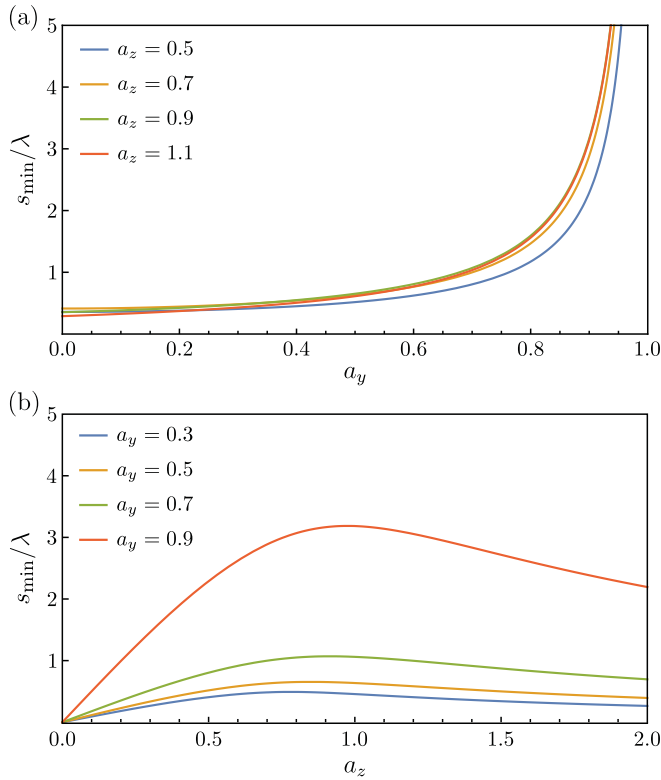 (a)
5
4
3
2
1
s_min/λ
a_z = 0.5
a_z = 0.7
a_z = 0.9
a_z = 1.1
0.0 0.2 0.4 0.6 0.8 1.0
a_y
(b)
5
4
3
2
1
s_min/λ
a_y = 0.3
a_y = 0.5
a_y = 0.7
a_y = 0.9
0.0 0.5 1.0 1.5 2.0
a_z